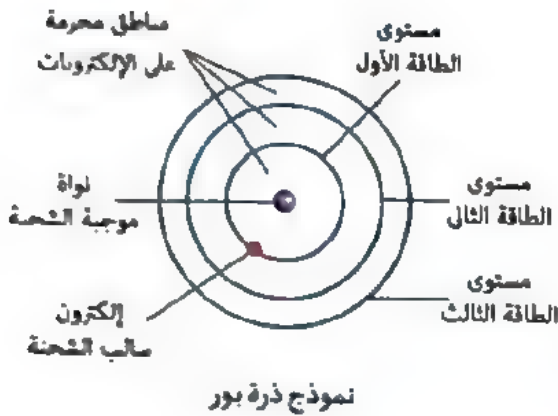 مناطق محرمة
على الإلكترونات
مستوى
الطاقة الأول
نواة
موجبة الشحنة
مستوى
الطاقة الثانى
إلكترون
سالب الشحنة
مستوى
الطاقة الثالث
نموذج ذرة بور